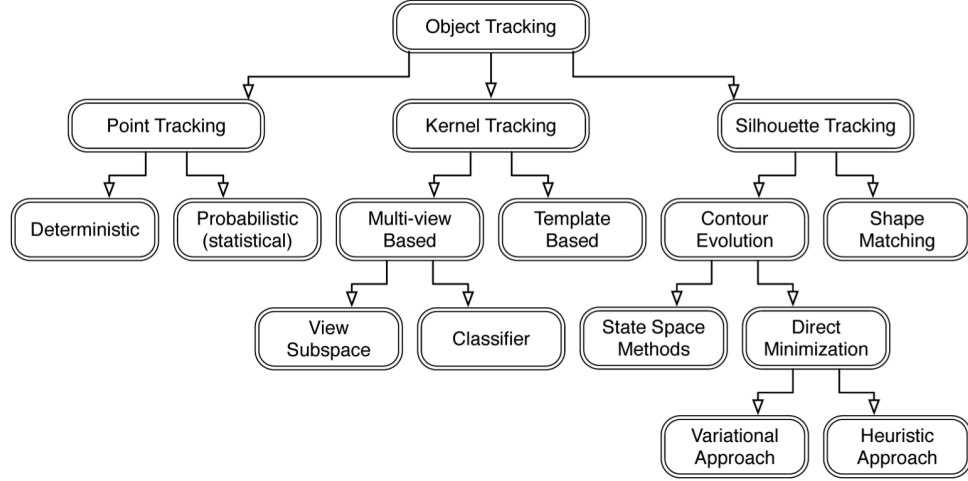 Object Tracking
Point Tracking
Kernel Tracking
Silhouette Tracking
Deterministic
Probabilistic
(statistical)
Multi-view
Based
Template
Based
Contour
Evolution
Shape
Matching
View
Subspace
Classifier
State Space
Methods
Direct
Minimization
Variational
Approach
Heuristic
Approach